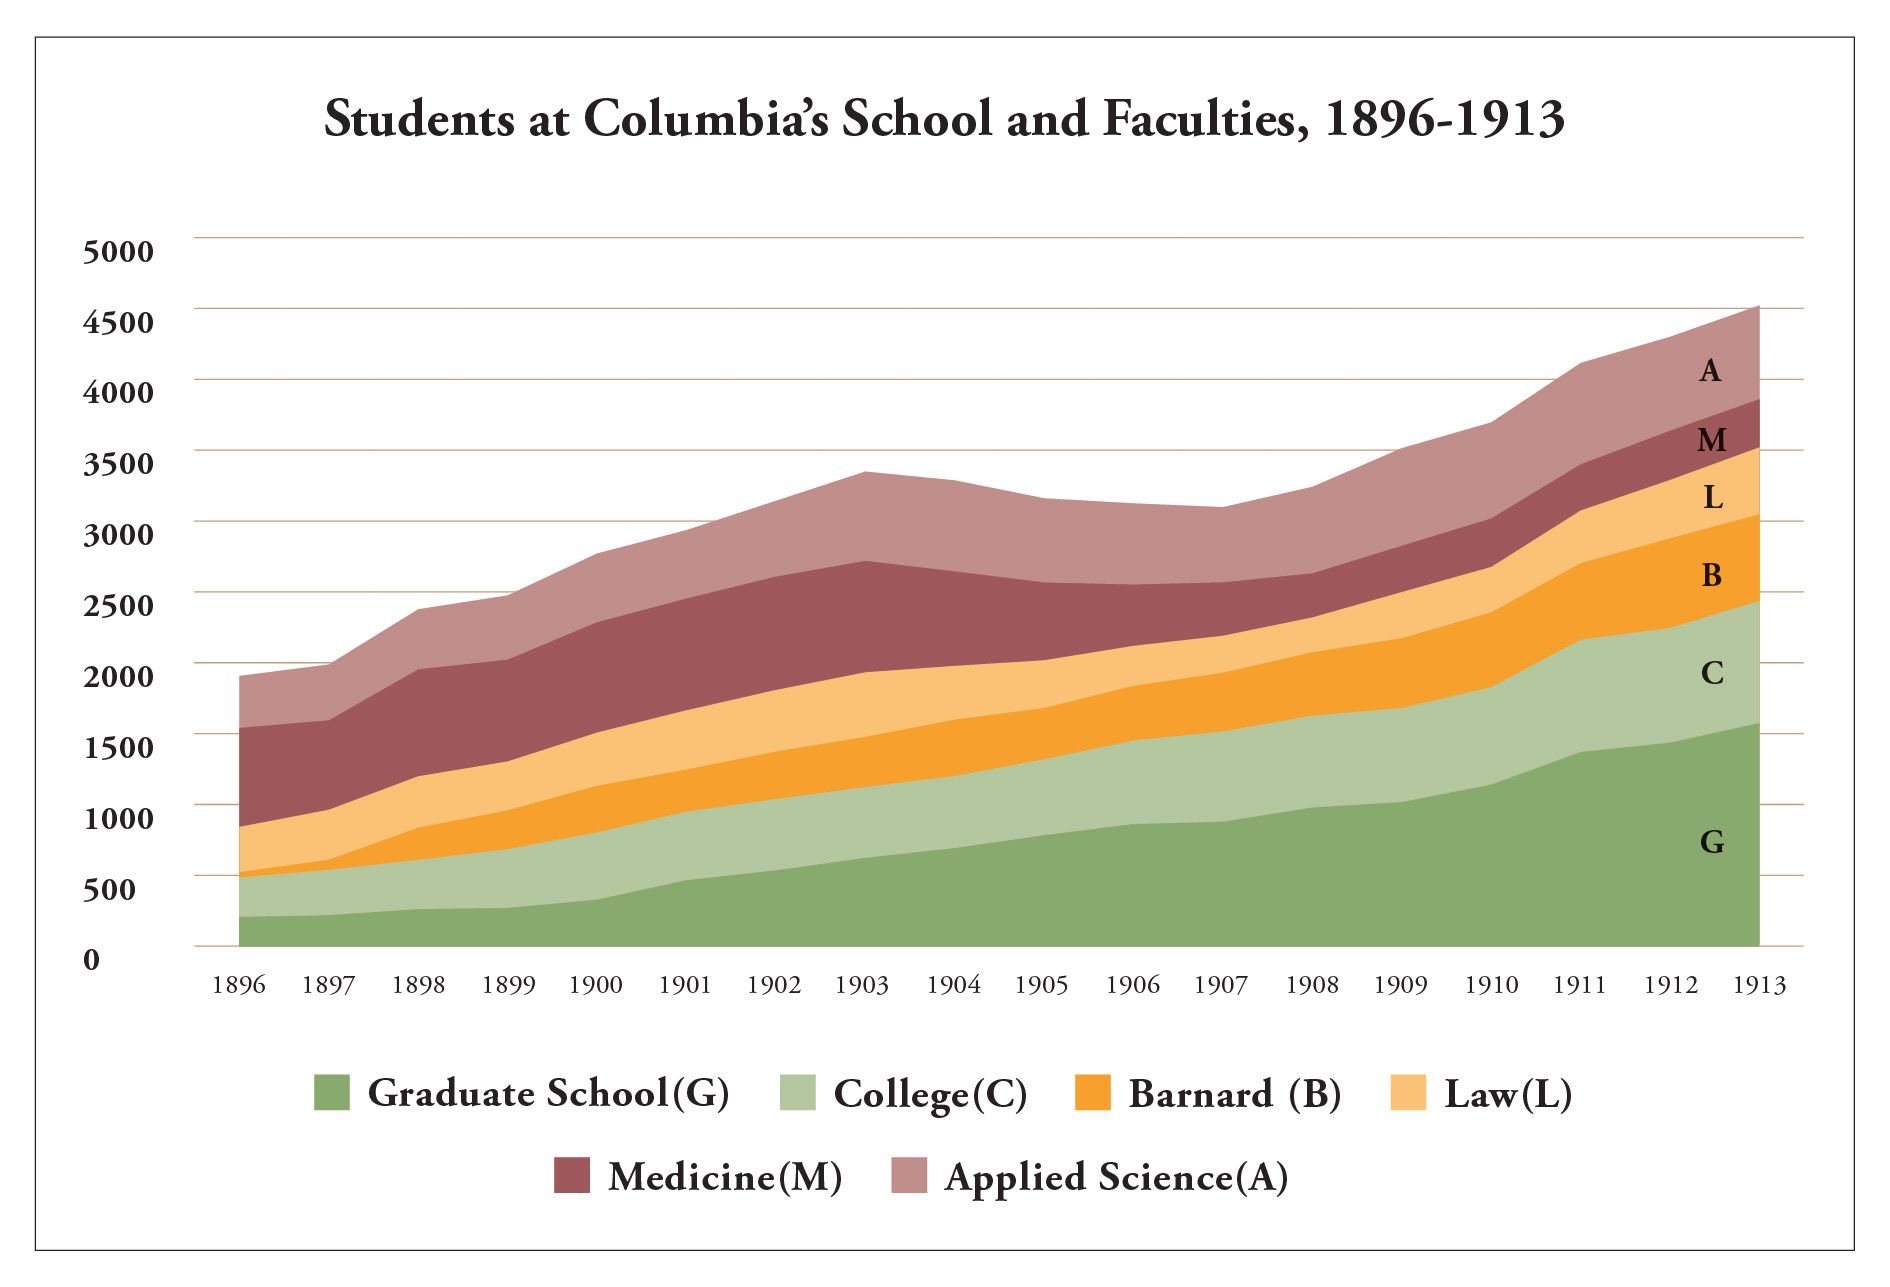 Students at Columbia’s School and Faculties, 1896-1913
5000
4500
4000
3500
3000
2500
2000
1500
1000
500
0
A
M
L
B
C
G
1896 1897 1898 1899 1900 1901 1902 1903 1904 1905 1906 1907 1908 1909 1910 1911 1912 1913
Graduate School(G) College(C) Barnard (B) Law(L)
Medicine(M) Applied Science(A)